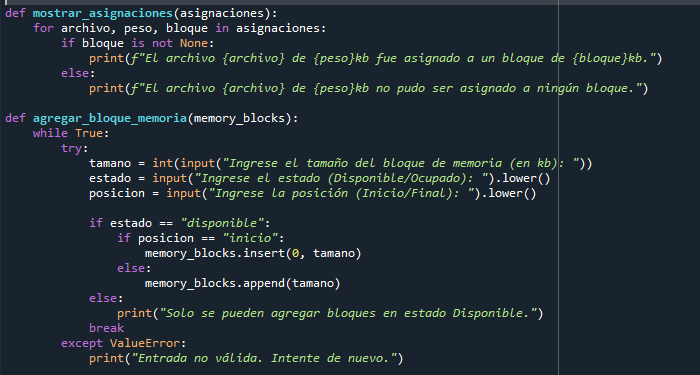 def mostrar_asignaciones(asignaciones):
    for archivo, peso, bloque in asignaciones:
        if bloque is not None:
            print(f"El archivo {archivo} de {peso}kb fue asignado a un bloque de {bloque}kb.")
        else:
            print(f"El archivo {archivo} de {peso}kb no pudo ser asignado a ningún bloque.")
def agregar_bloque_memoria(memory_blocks):
    while True:
        try:
            tamano = int(input("Ingrese el tamaño del bloque de memoria (en kb): "))
            estado = input("Ingrese el estado (Disponible/Ocupado): ").lower()
            posicion = input("Ingrese la posición (Inicio/Final): ").lower()
            if estado == "disponible":
                if posicion == "inicio":
                    memory_blocks.insert(0, tamano)
                else:
                    memory_blocks.append(tamano)
            else:
                print("Solo se pueden agregar bloques en estado Disponible.")
            break
        except ValueError:
            print("Entrada no válida. Intente de nuevo.")